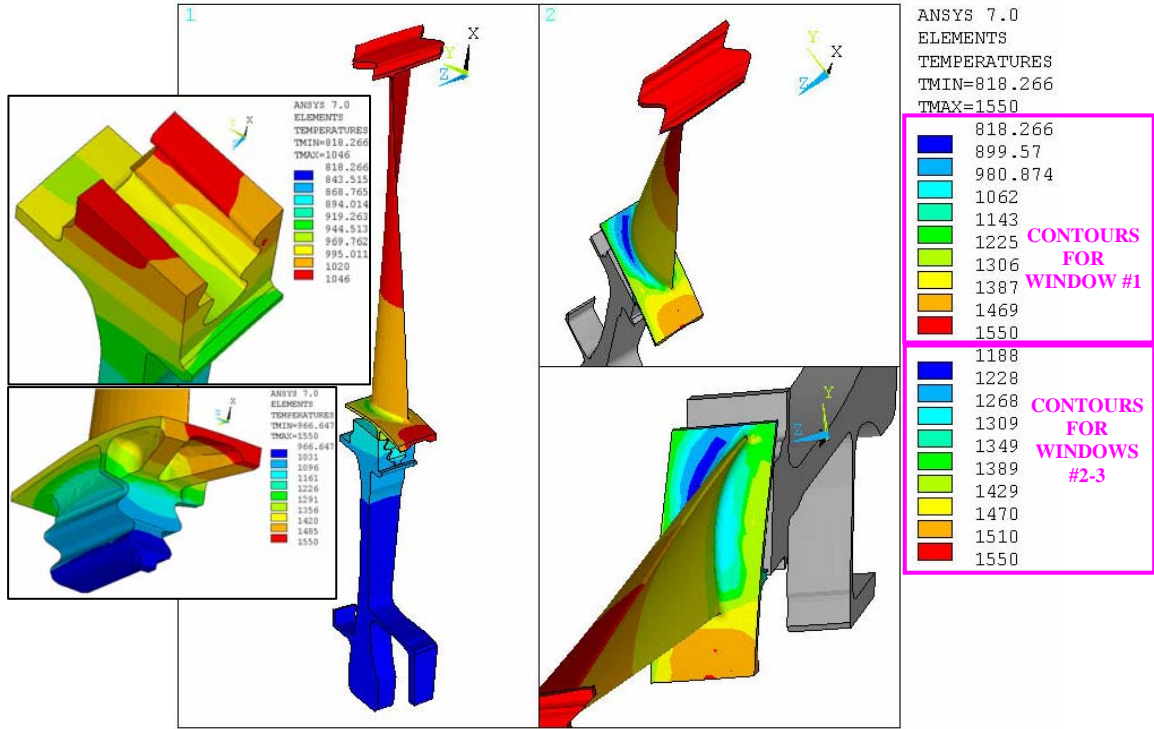 1
X
Y
Z
2
Y
X
Z
ANSYS 7.0
ELEMENTS
TEMPERATURES
TMIN=818.266
TMAX=1550
818.266
899.57
980.874
1062
1143
1225
1306
1387
1469
1550
CONTOURS
FOR
WINDOW #1
1188
1228
1268
1309
1349
1389
1429
1470
1510
1550
CONTOURS
FOR
WINDOWS
#2-3
ANSYS 7.0
ELEMENTS
TEMPERATURES
TMIN=818.266
TMAX=1046
818.266
843.515
868.765
894.014
919.263
944.513
969.762
995.011
1020
1046
X
Y
Z
ANSYS 7.0
ELEMENTS
TEMPERATURES
TMIN=966.647
TMAX=1550
966.647
1031
1096
1161
1226
1291
1356
1420
1485
1550
X
Z
Y
Z